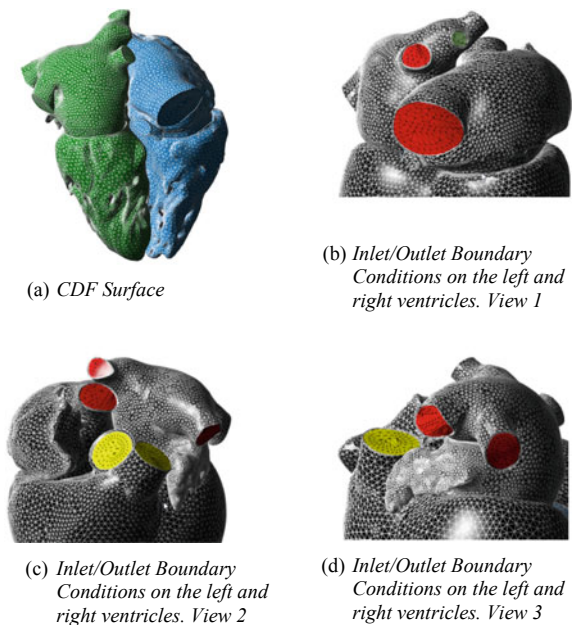 (a) CDF Surface
(b) Inlet/Outlet Boundary
Conditions on the left and
right ventricles. View 1
(c) Inlet/Outlet Boundary
Conditions on the left and
right ventricles. View 2
(d) Inlet/Outlet Boundary
Conditions on the left and
right ventricles. View 3